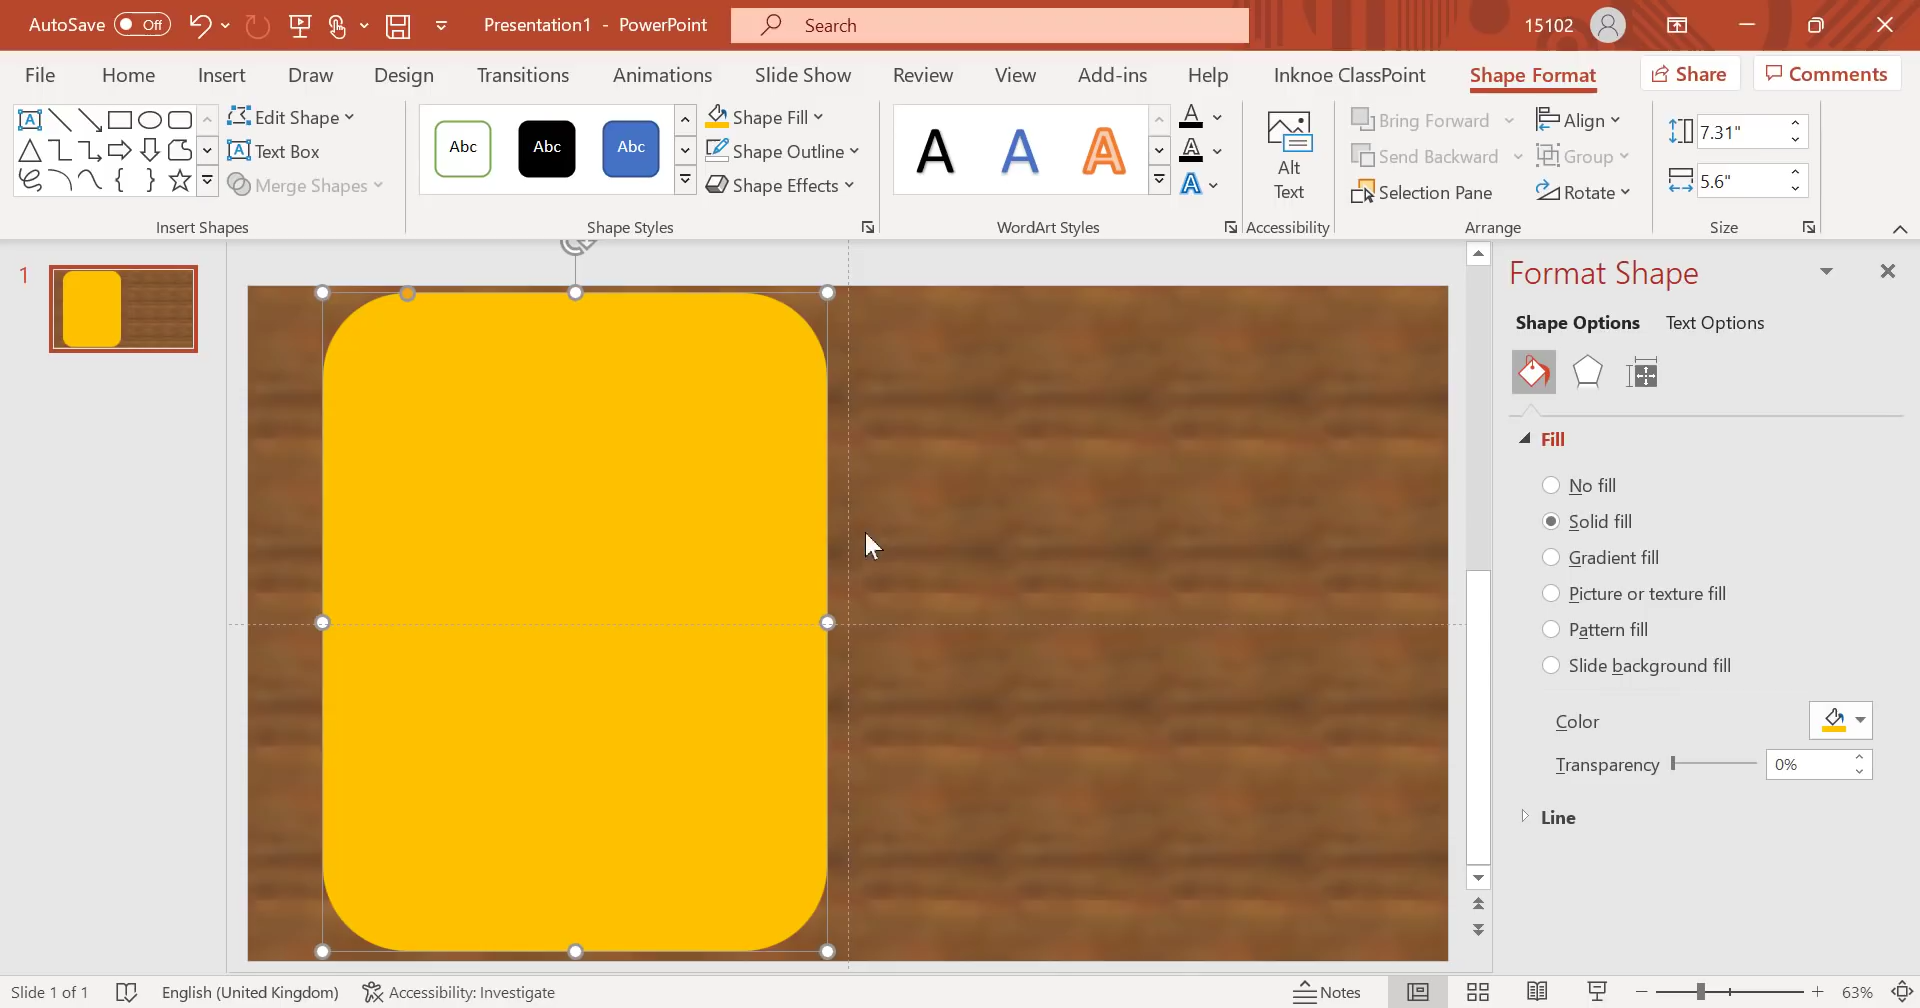 AutoSave Off Presentation1 - PowerPoint Search 15102
File Home Insert Draw Design Transitions Animations Slide Show Review View Add-ins Help Inknoe ClassPoint Shape Format Share Comments
Edit Shape
Text Box
Merge Shapes
Insert Shapes
Abc Abc Abc
Shape Fill
Shape Outline
Shape Effects
Shape Styles
A A A
WordArt Styles
Alt
Text
Accessibility
Bring Forward
Send Backward
Selection Pane
Align
Group
Rotate
Arrange
7.31"
5.6"
Size
1
Format Shape
Shape Options Text Options
Fill
No fill
Solid fill
Gradient fill
Picture or texture fill
Pattern fill
Slide background fill
Color
Transparency 0%
Line
Slide 1 of 1 English (United Kingdom) Accessibility: Investigate Notes 63%